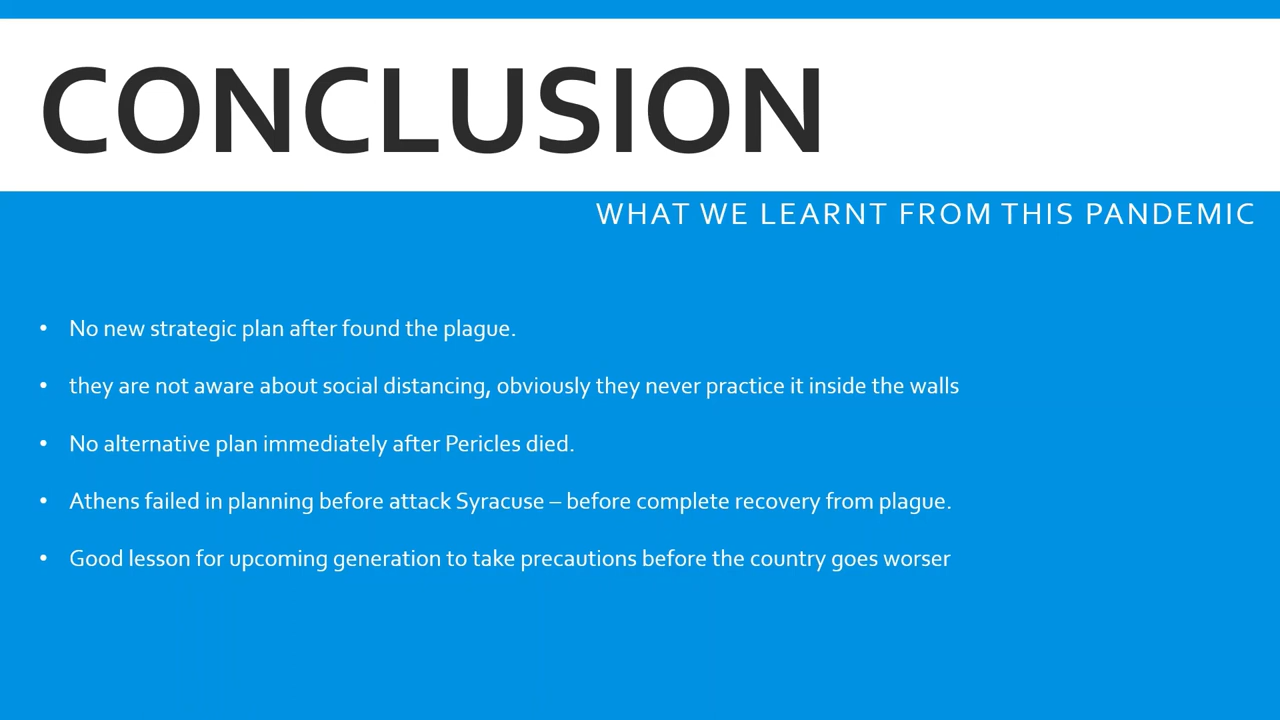 CONCLUSION
WHAT WE LEARNT FROM THIS PANDEMIC
• No new strategic plan after found the plague.
• they are not aware about social distancing, obviously they never practice it inside the walls
• No alternative plan immediately after Pericles died.
• Athens failed in planning before attack Syracuse – before complete recovery from plague.
• Good lesson for upcoming generation to take precautions before the country goes worser